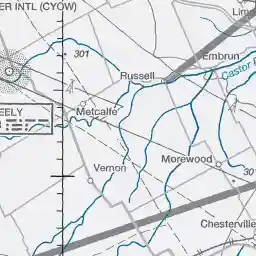 ER INTL (CYOW)
Embrun
301
Russell
Castor
EELY
Metcalfe
Morewood
Vernon
301
Chesterville